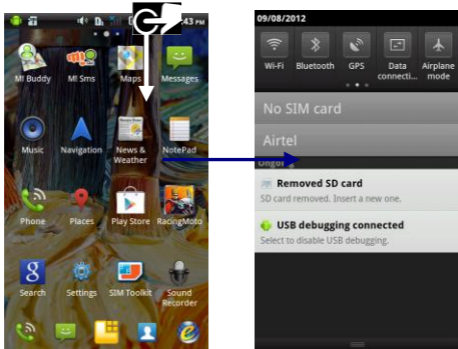 :43 PM
M! Buddy
M! Sms
Maps
Messages
Music
Navigation
News & Weather
NotePad
Phone
Places
Play Store
RacingMoto
Search
Settings
SIM Toolkit
Sound Recorder
09/08/2012
Wi-Fi
Bluetooth
GPS
Data connecti...
Airplane mode
No SIM card
Airtel
Removed SD card
SD card removed. Insert a new one.
USB debugging connected
Select to disable USB debugging.